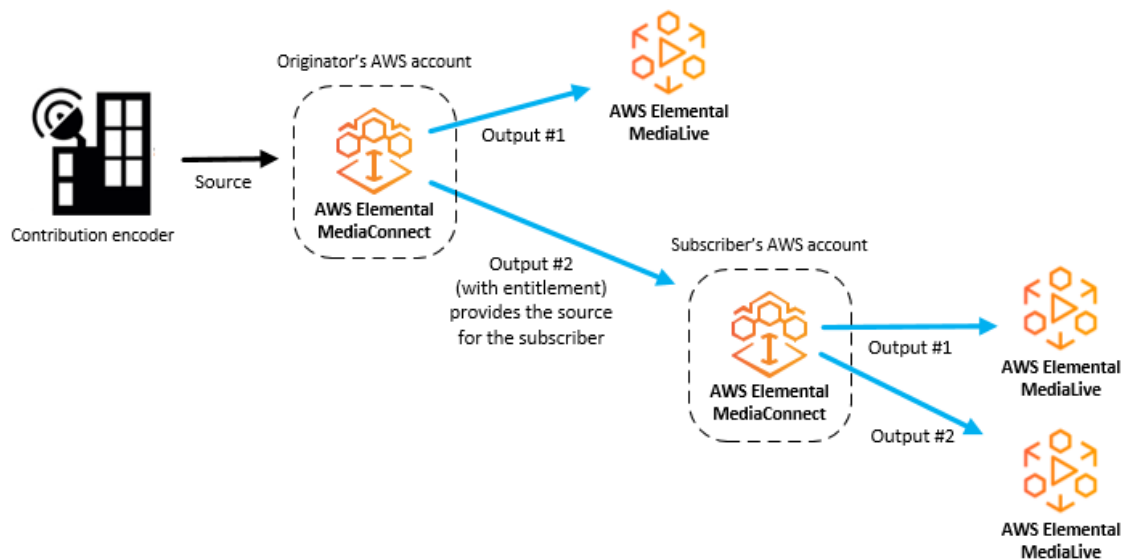 Originator's AWS account
AWS Elemental
MediaLive
Output #1
Source
Contribution encoder
AWS Elemental
MediaConnect
Output #2
(with entitlement)
provides the source
for the subscriber
Subscriber's AWS account
AWS Elemental
MediaConnect
Output #1
AWS Elemental
MediaLive
Output #2
AWS Elemental
MediaLive